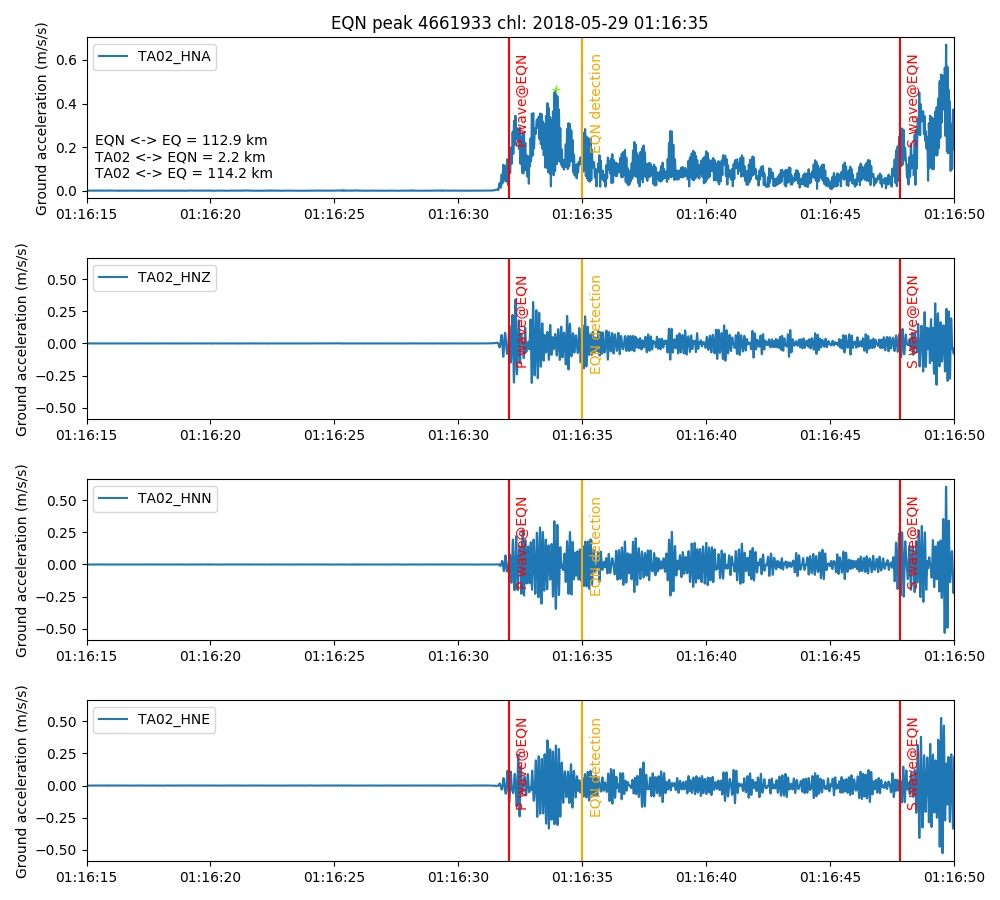 EQN peak 4661933 chl: 2018-05-29 01:16:35
Ground acceleration (m/s/s)
0.6
0.4
0.2
0.0
TA02_HNA
EQN <-> EQ = 112.9 km
TA02 <-> EQN = 2.2 km
TA02 <-> EQ = 114.2 km
P wave@EQN
EQN detection
S wave@EQN
01:16:15 01:16:20 01:16:25 01:16:30 01:16:35 01:16:40 01:16:45 01:16:50
Ground acceleration (m/s/s)
0.50
0.25
0.00
−0.25
−0.50
TA02_HNZ
P wave@EQN
EQN detection
S wave@EQN
01:16:15 01:16:20 01:16:25 01:16:30 01:16:35 01:16:40 01:16:45 01:16:50
Ground acceleration (m/s/s)
0.50
0.25
0.00
−0.25
−0.50
TA02_HNN
P wave@EQN
EQN detection
S wave@EQN
01:16:15 01:16:20 01:16:25 01:16:30 01:16:35 01:16:40 01:16:45 01:16:50
Ground acceleration (m/s/s)
0.50
0.25
0.00
−0.25
−0.50
TA02_HNE
P wave@EQN
EQN detection
S wave@EQN
01:16:15 01:16:20 01:16:25 01:16:30 01:16:35 01:16:40 01:16:45 01:16:50